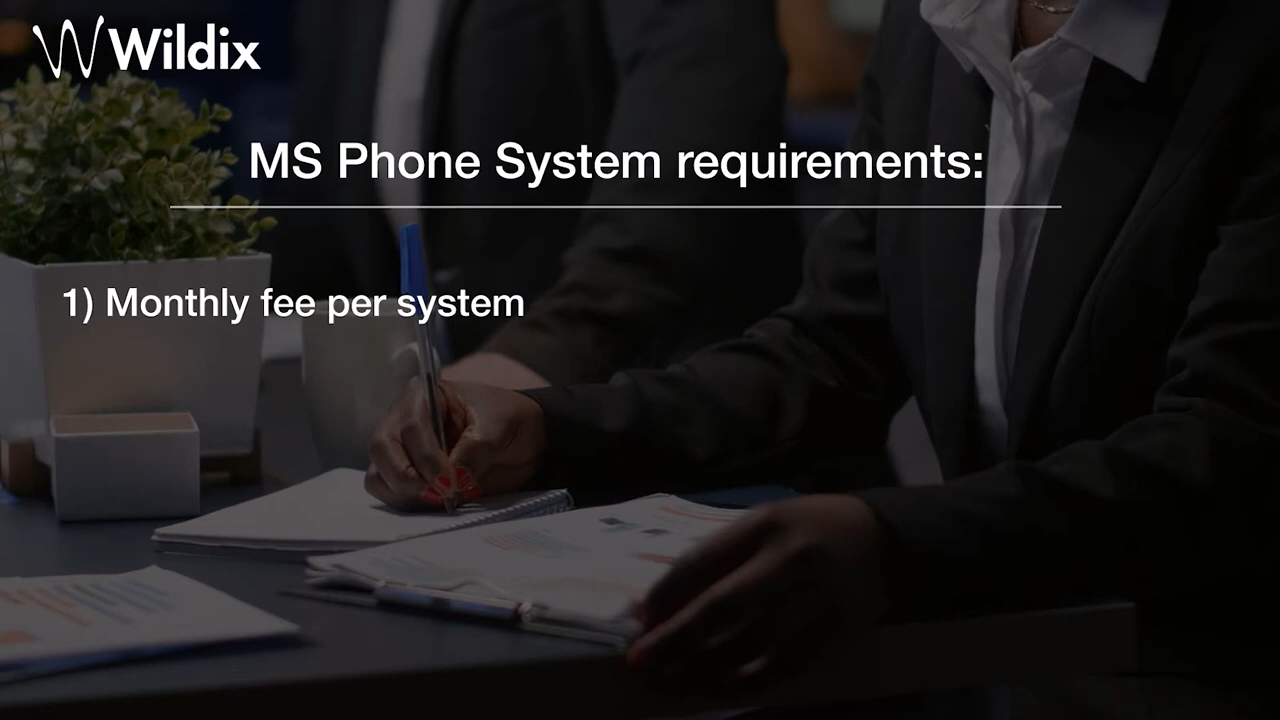 Wildix
MS Phone System requirements:
1) Monthly fee per system